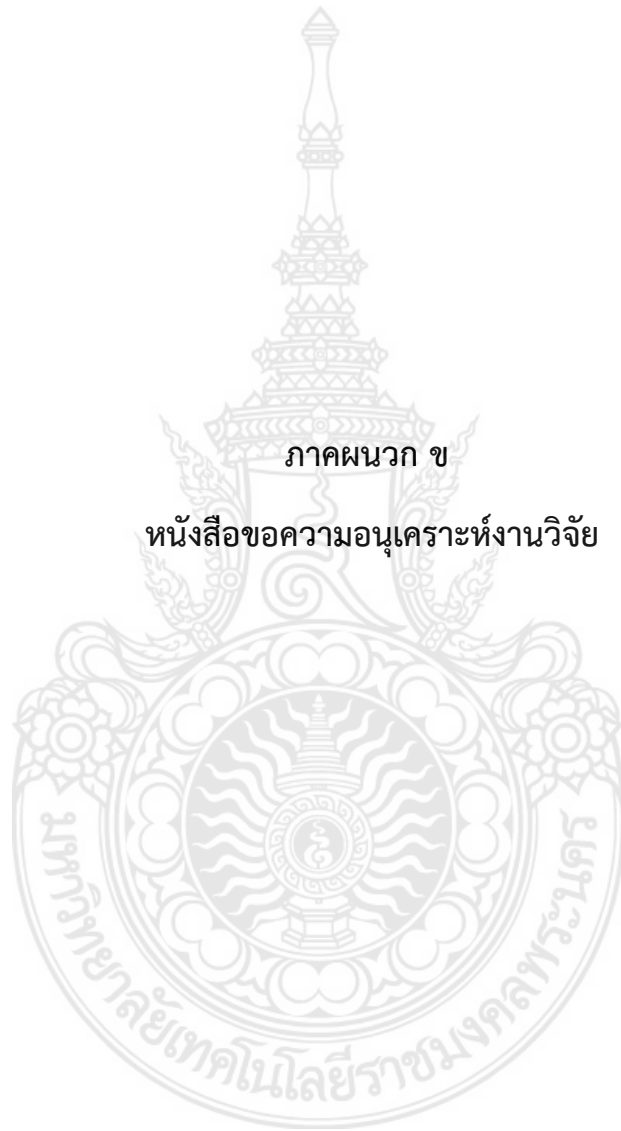 ภาคผนวก ข
หนังสือขอความอนุเคราะห์งานวิจัย
มหาวิทยาลัยเทคโนโลยีราชมงคลพระนคร